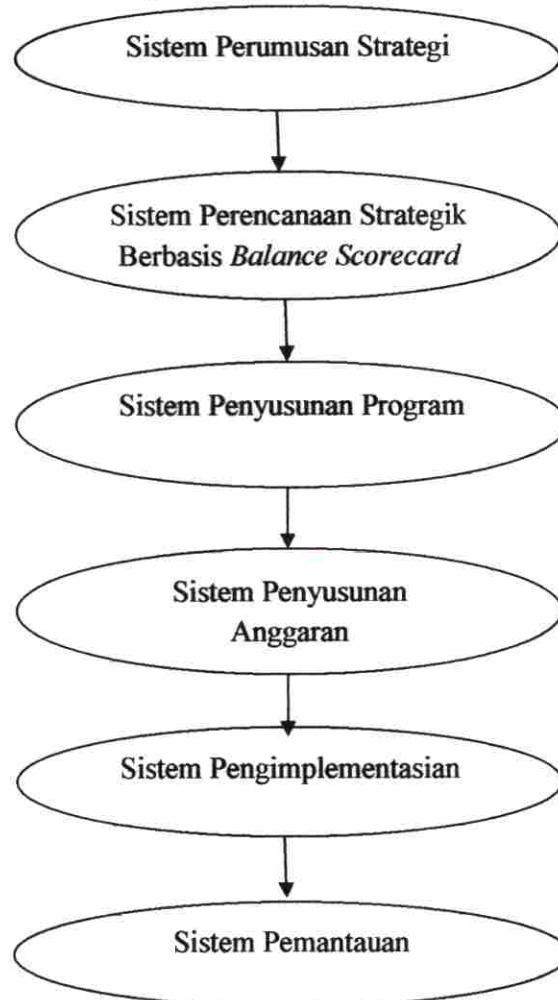 Sistem Perumusan Strategi
Sistem Perencanaan Strategik
Berbasis Balance Scorecard
Sistem Penyusunan Program
Sistem Penyusunan
Anggaran
Sistem Pengimplementasian
Sistem Pemantauan